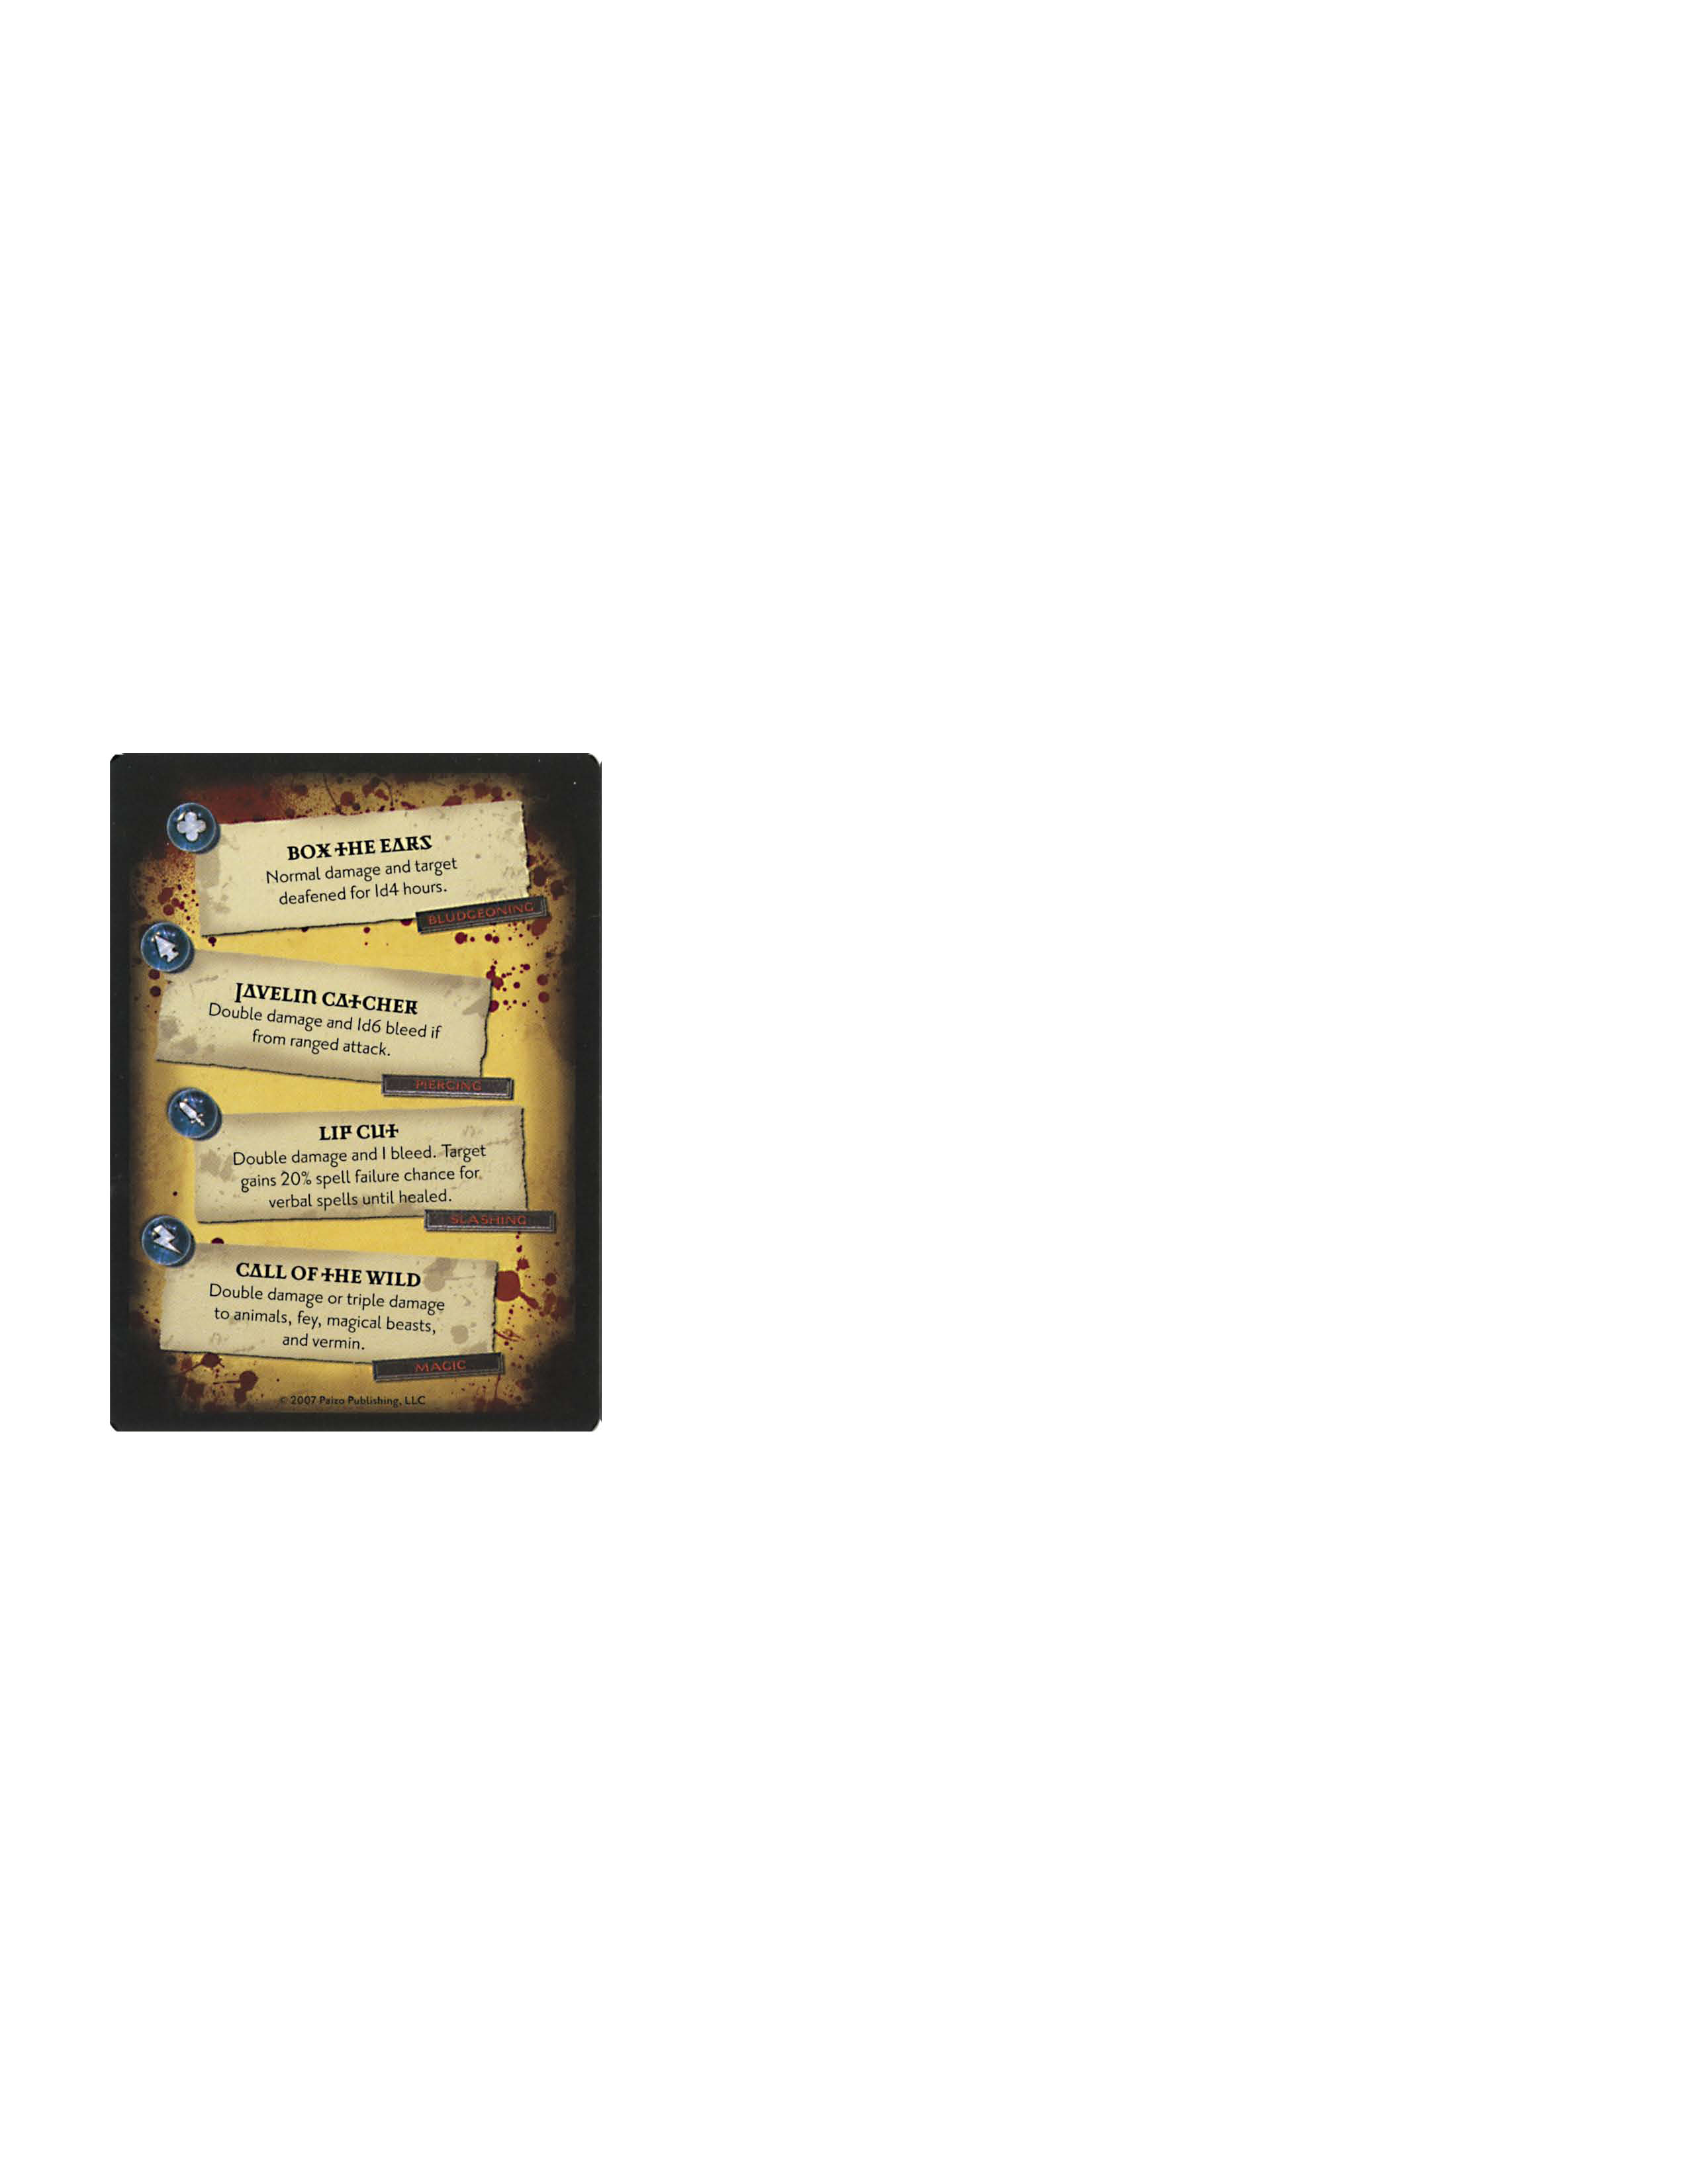 BOX THE EARS
Normal damage and target
deafened for 1d4 hours.
BLUDGEONING
JAVELIN CATCHER
Double damage and 1d6 bleed if
from ranged attack.
PIERCING
LIP CUT
Double damage and 1 bleed. Target
gains 20% spell failure chance for
verbal spells until healed.
SLASHING
CALL OF THE WILD
Double damage or triple damage
to animals, fey, magical beasts,
and vermin.
MAGIC
© 2007 Paizo Publishing, LLC